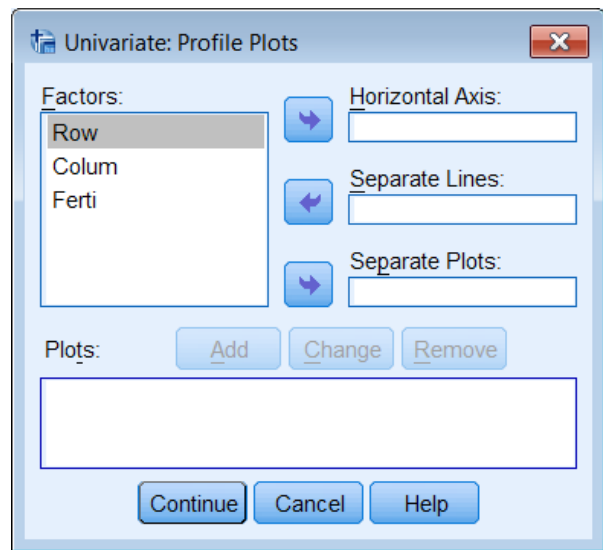 Univariate: Profile Plots
Factors:
Row
Colum
Ferti
Horizontal Axis:
Separate Lines:
Separate Plots:
Plots:
Add
Change
Remove
Continue
Cancel
Help